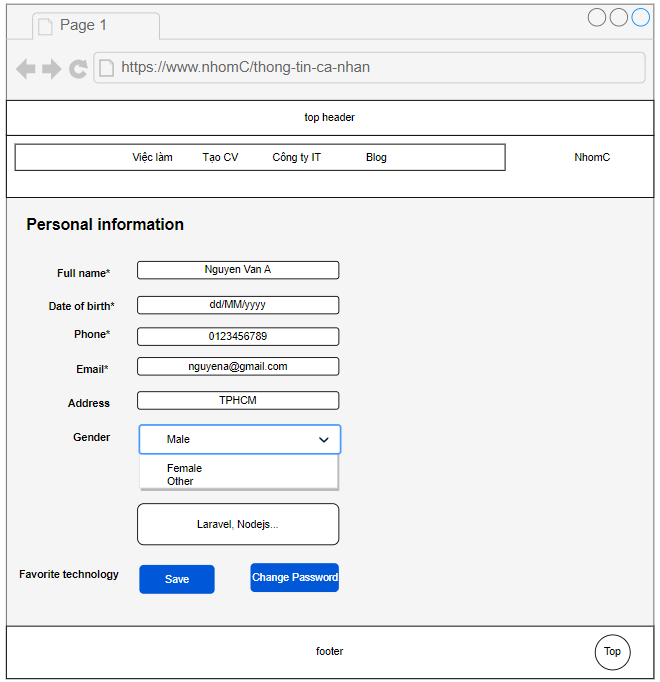 Page 1
https://www.nhomC/thong-tin-ca-nhan
top header
Việc làm Tạo CV Công ty IT Blog NhomC
Personal information
Full name* Nguyen Van A
Date of birth* dd/MM/yyyy
Phone* 0123456789
Email* nguyena@gmail.com
Address TPHCM
Gender Male
Female
Other
Laravel, Nodejs...
Favorite technology Save Change Password
footer Top